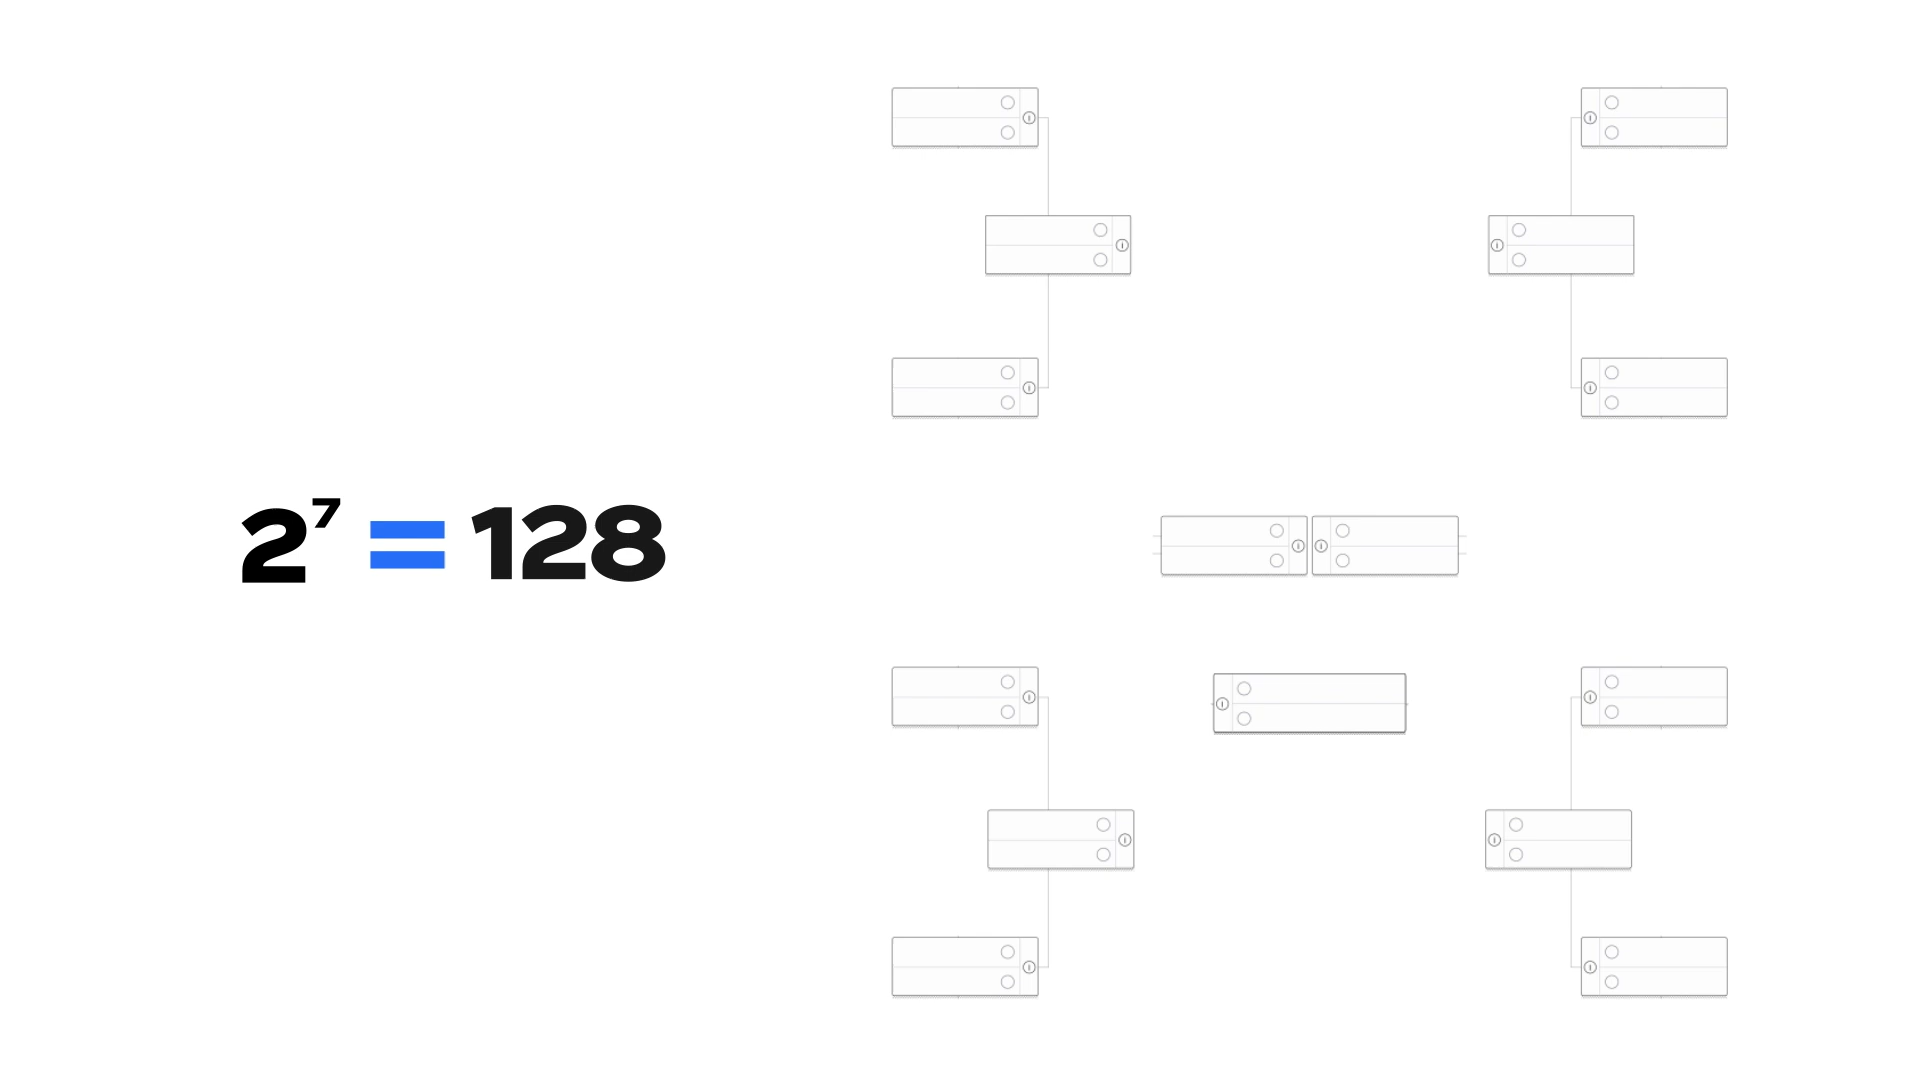 2⁷ = 128